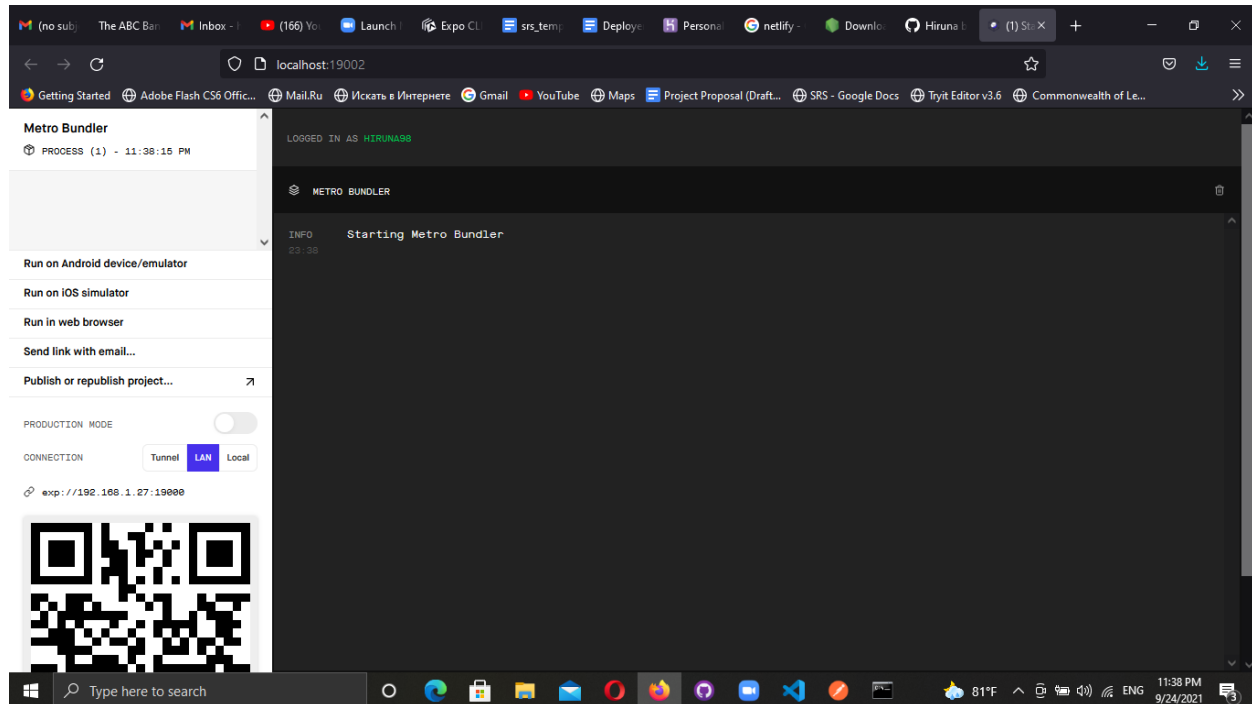 (no subj The ABC Ban Inbox - (166) Yo Launch Expo CL srs_temp Deploye Personal netlify - Downlo Hiruna b (1) Sta
localhost:19002
Getting Started Adobe Flash CS6 Offic... Mail.Ru Искать в Интернете Gmail YouTube Maps Project Proposal (Draft... SRS - Google Docs Tryit Editor v3.6 Commonwealth of Le...
Metro Bundler
PROCESS (1) - 11:38:15 PM
Run on Android device/emulator
Run on iOS simulator
Run in web browser
Send link with email...
Publish or republish project...
PRODUCTION MODE
CONNECTION Tunnel LAN Local
exp://192.168.1.27:19000
LOGGED IN AS HIRUNA98
METRO BUNDLER
INFO Starting Metro Bundler
23:38
Type here to search
81°F ENG 11:38 PM
9/24/2021
3